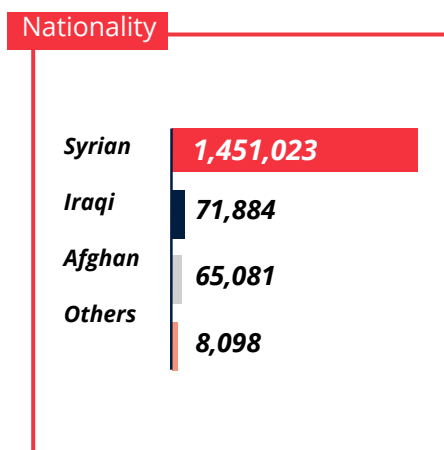 Nationality
Syrian 1,451,023
Iraqi 71,884
Afghan 65,081
Others 8,098